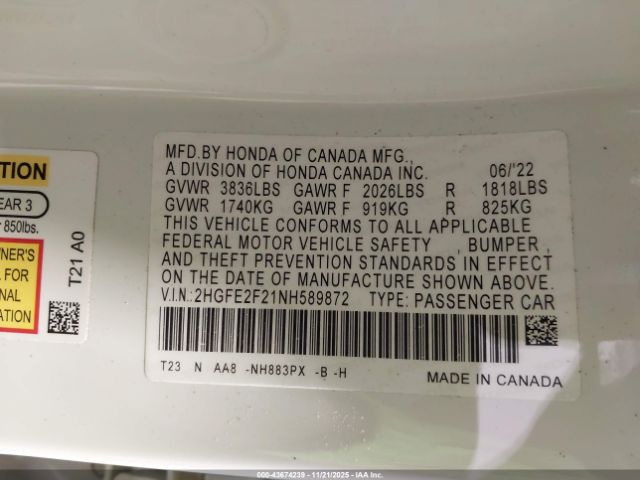 TION
EAR 3
850lbs.
WNER'S
FOR
NAL
ATION
T21 A0
MFD.BY HONDA OF CANADA MFG.,
A DIVISION OF HONDA CANADA INC. 06/'22
GVWR 3836LBS GAWR F 2026LBS R 1818LBS
GVWR 1740KG GAWR F 919KG R 825KG
THIS VEHICLE CONFORMS TO ALL APPLICABLE
FEDERAL MOTOR VEHICLE SAFETY , BUMPER ,
AND THEFT PREVENTION STANDARDS IN EFFECT
ON THE DATE OF MANUFACTURE SHOWN ABOVE.
V.I.N.:2HGFE2F21NH589872 TYPE: PASSENGER CAR
T23 N AA8 -NH883PX -B -H
MADE IN CANADA
000-43674239 - 11/21/2025 - IAA Inc.